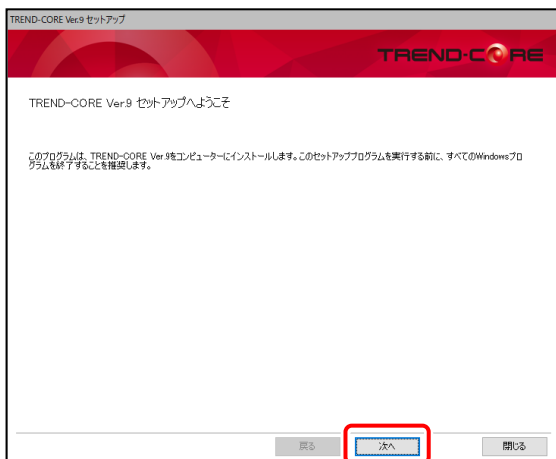 TREND-CORE Ver.9 セットアップ
TREND-CORE
TREND-CORE Ver.9 セットアップへようこそ
このプログラムは、TREND-CORE Ver.9をコンピューターにインストールします。このセットアッププログラムを実行する前に、すべてのWindowsプロ
グラムを終了することを推奨します。
戻る
次へ
閉じる